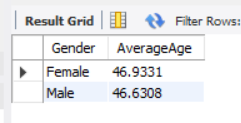 Result Grid Filter Rows:
Gender AverageAge
Female 46.9331
Male 46.6308